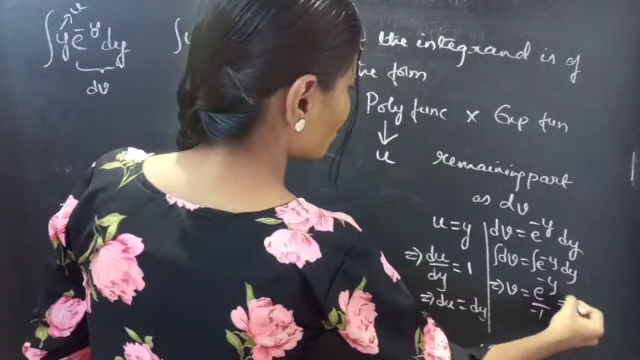 ∫ y e^-y dy ∫
u
dv
the integrand is of
the form
Poly func × Exp fun
↓
u remaining part
as dv
u = y dv = e^-y dy
⇒ du/dy = 1 ∫dv = ∫e^-y dy
⇒ du = dy ⇒ v = e^-y/-1 =